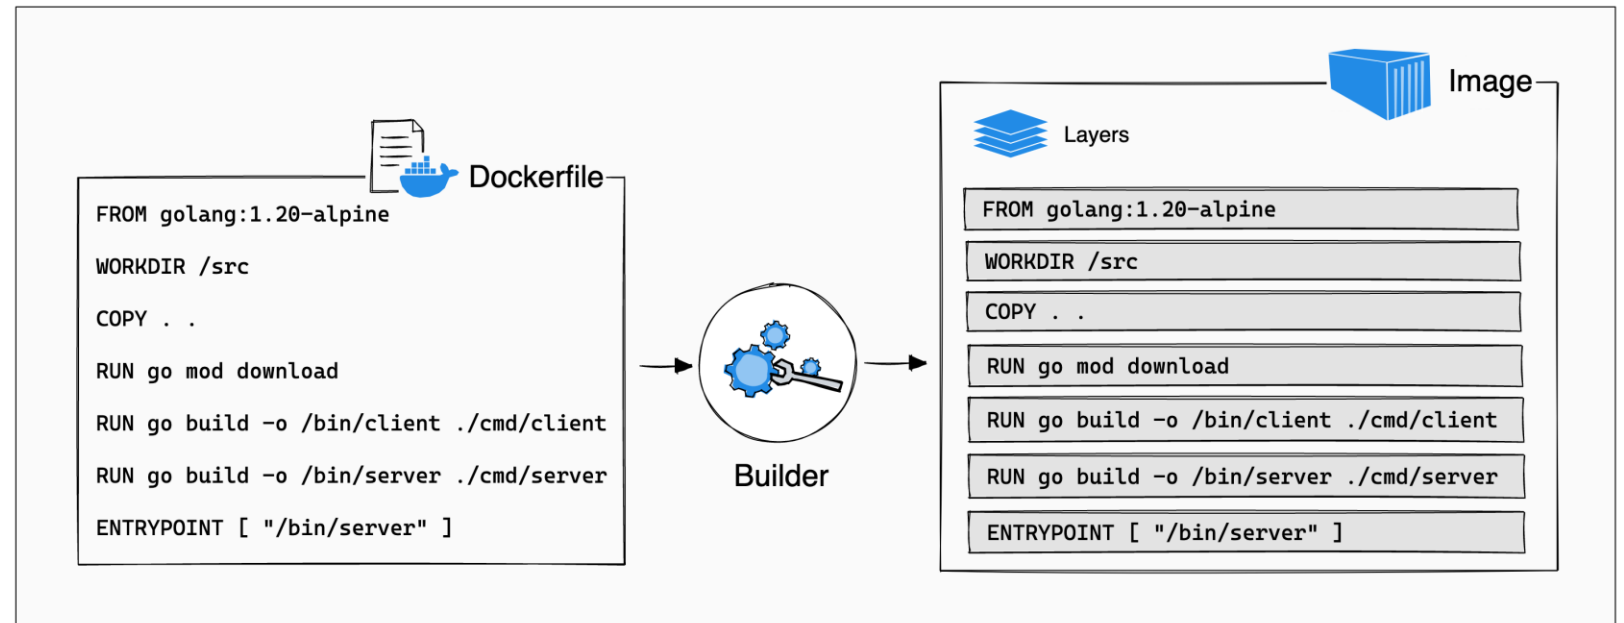 Dockerfile
FROM golang:1.20-alpine
WORKDIR /src
COPY . .
RUN go mod download
RUN go build -o /bin/client ./cmd/client
RUN go build -o /bin/server ./cmd/server
ENTRYPOINT [ "/bin/server" ]
Builder
Image
Layers
FROM golang:1.20-alpine
WORKDIR /src
COPY . .
RUN go mod download
RUN go build -o /bin/client ./cmd/client
RUN go build -o /bin/server ./cmd/server
ENTRYPOINT [ "/bin/server" ]